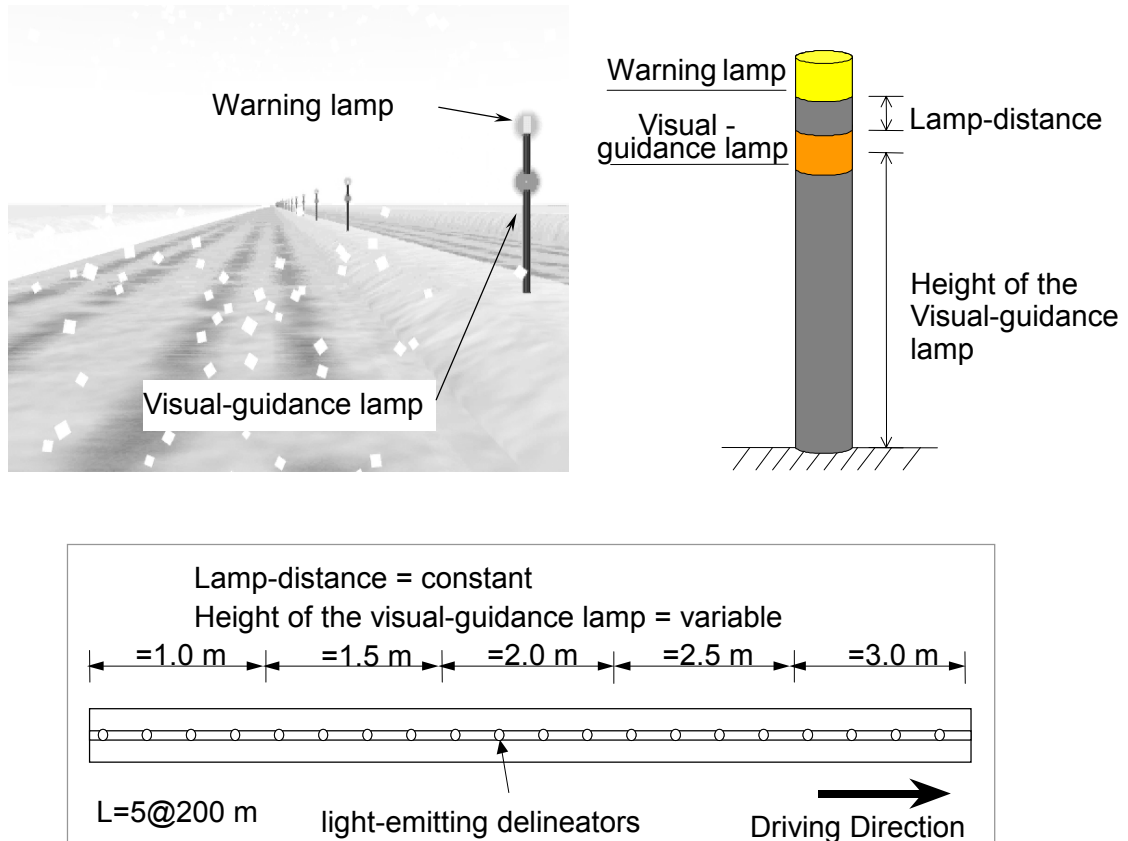 Warning lamp
Visual-guidance lamp
Warning lamp
Visual -
guidance lamp
Lamp-distance
Height of the
Visual-guidance
lamp
Lamp-distance = constant
Height of the visual-guidance lamp = variable
=1.0 m =1.5 m =2.0 m =2.5 m =3.0 m
L=5@200 m
light-emitting delineators
Driving Direction